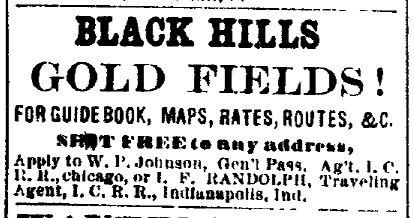 BLACK HILLS
GOLD FIELDS!
FOR GUIDE BOOK, MAPS, RATES, ROUTES, &C.
SENT FREE to any address,
Apply to W. P. Johnson, Gen'l Pass. Ag't. I. C.
R. R., chicago, or I. F. RANDOLPH, Traveling
Agent, I. C. R. R., Indianapolis, Ind.